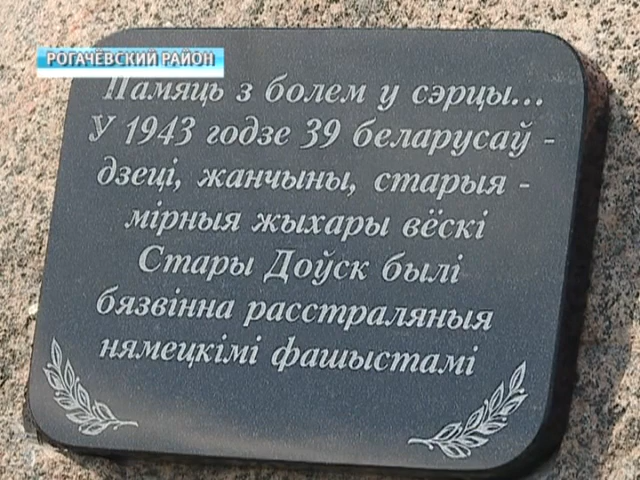 РОГАЧЁВСКИЙ РАЙОН
Памяць з болем у сэрцы...
У 1943 годзе 39 беларусаў -
дзеці, жанчыны, старыя -
мірныя жыхары вёскі
Стары Доўск былі
бязвінна расстраляныя
нямецкімі фашыстамі